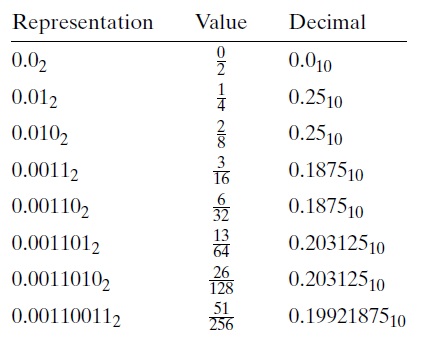 Representation Value Decimal
0.0₂ 0/2 0.0₁₀
0.01₂ 1/4 0.25₁₀
0.010₂ 2/8 0.25₁₀
0.0011₂ 3/16 0.1875₁₀
0.00110₂ 6/32 0.1875₁₀
0.001101₂ 13/64 0.203125₁₀
0.0011010₂ 26/128 0.203125₁₀
0.00110011₂ 51/256 0.19921875₁₀